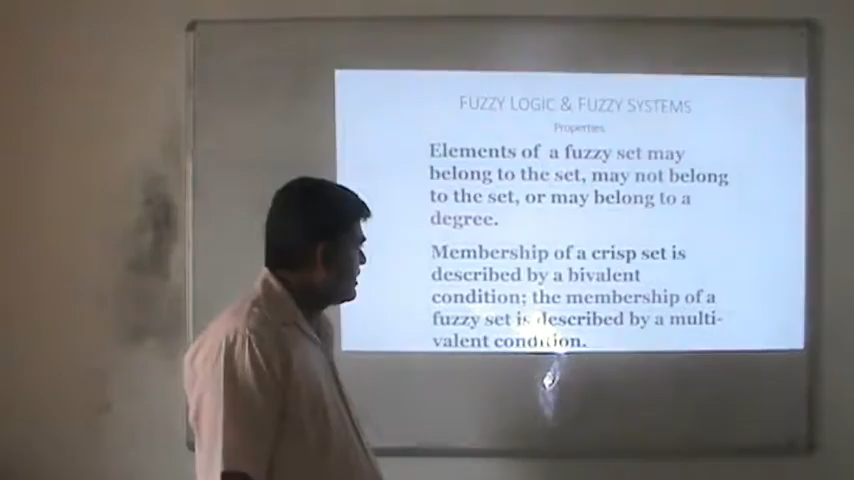 FUZZY LOGIC & FUZZY SYSTEMS
Properties
Elements of a fuzzy set may
belong to the set, may not belong
to the set, or may belong to a
degree.
Membership of a crisp set is
described by a bivalent
condition; the membership of a
fuzzy set is described by a multi-
valent condition.